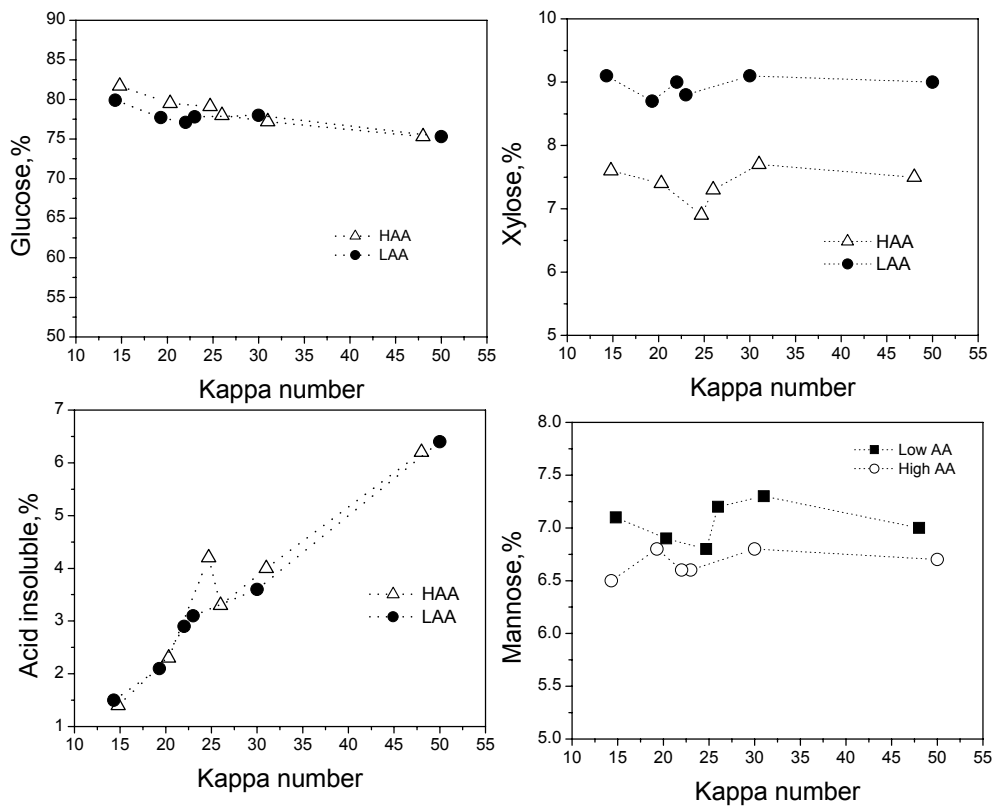 Glucose,%
90
85
80
75
70
65
60
55
50
HAA
LAA
10 15 20 25 30 35 40 45 50 55
Kappa number
Xylose,%
10
9
8
7
6
5
HAA
LAA
10 15 20 25 30 35 40 45 50 55
Kappa number
Acid insoluble,%
7
6
5
4
3
2
1
HAA
LAA
10 15 20 25 30 35 40 45 50 55
Kappa number
Mannose,%
8.0
7.5
7.0
6.5
6.0
5.5
5.0
Low AA
High AA
10 15 20 25 30 35 40 45 50 55
Kappa number